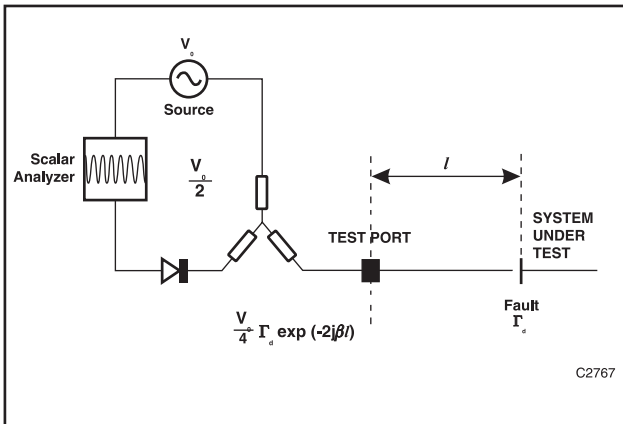 V₀
Source
Scalar
Analyzer
V₀
2
l
TEST PORT
SYSTEM
UNDER
TEST
V₀/4 Γd exp (-2jβl)
Fault
Γd
C2767